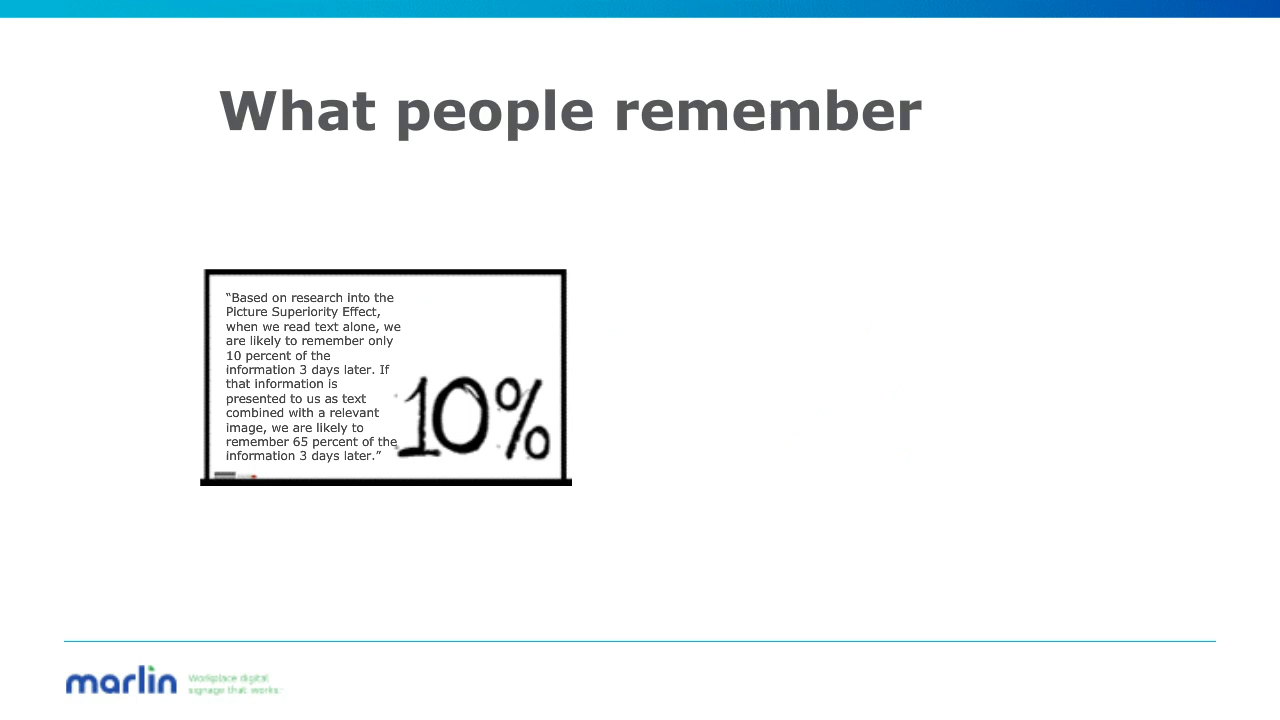 What people remember
“Based on research into the
Picture Superiority Effect,
when we read text alone, we
are likely to remember only
10 percent of the
information 3 days later. If
that information is
presented to us as text
combined with a relevant
image, we are likely to
remember 65 percent of the
information 3 days later.”
10%
marlin
Workplace digital
signage that works.